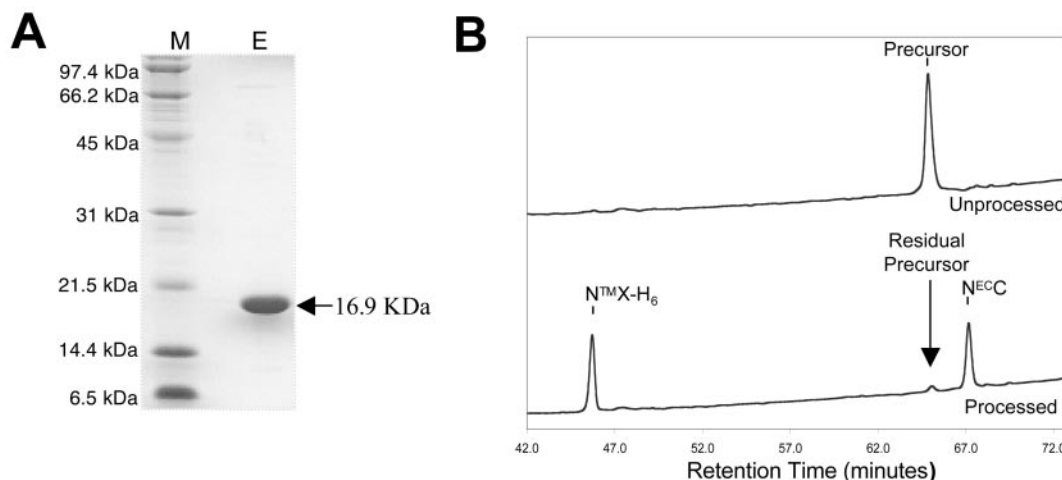 A
M E
97.4 kDa
66.2 kDa
45 kDa
31 kDa
21.5 kDa
16.9 KDa
14.4 kDa
6.5 kDa
B
Precursor
Unprocessed
Residual
Precursor
NᵀᴹX-H₆
NᴱᶜC
Processed
42.0 47.0 52.0 57.0 62.0 67.0 72.0
Retention Time (minutes)